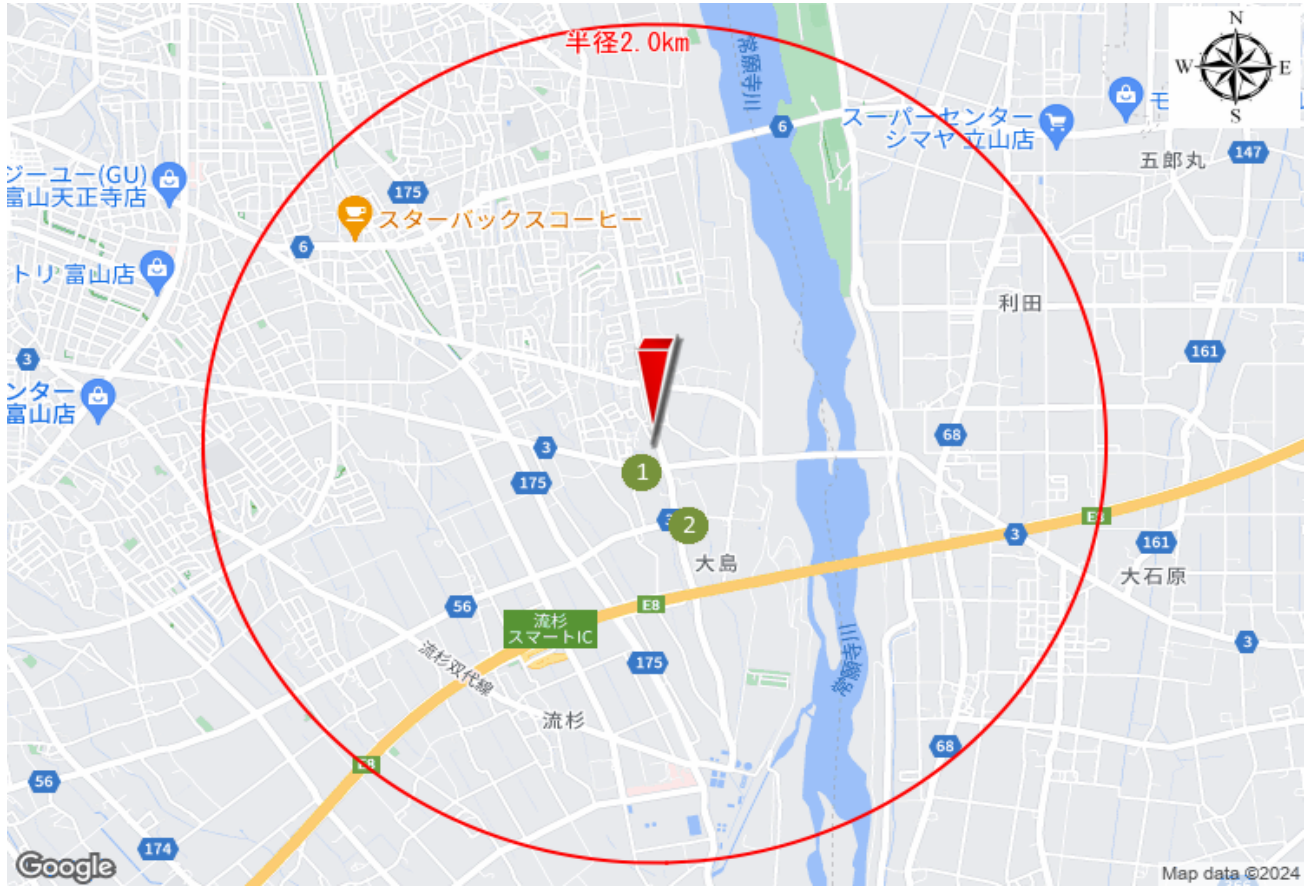 半径2.0km
N
W
E
S
常願寺川
6
スーパーセンター
シマヤ 立山店
モ
五郎丸
147
ジーユー(GU)
富山天正寺店
175
スターバックスコーヒー
6
トリ 富山店
利田
3
161
ンター
富山店
3
68
1
175
3
2
E8
3
161
大島
大石原
56
E8
流杉
スマートIC
3
常願寺川
流杉双代線
175
流杉
68
E8
56
174
Google
Map data ©2024